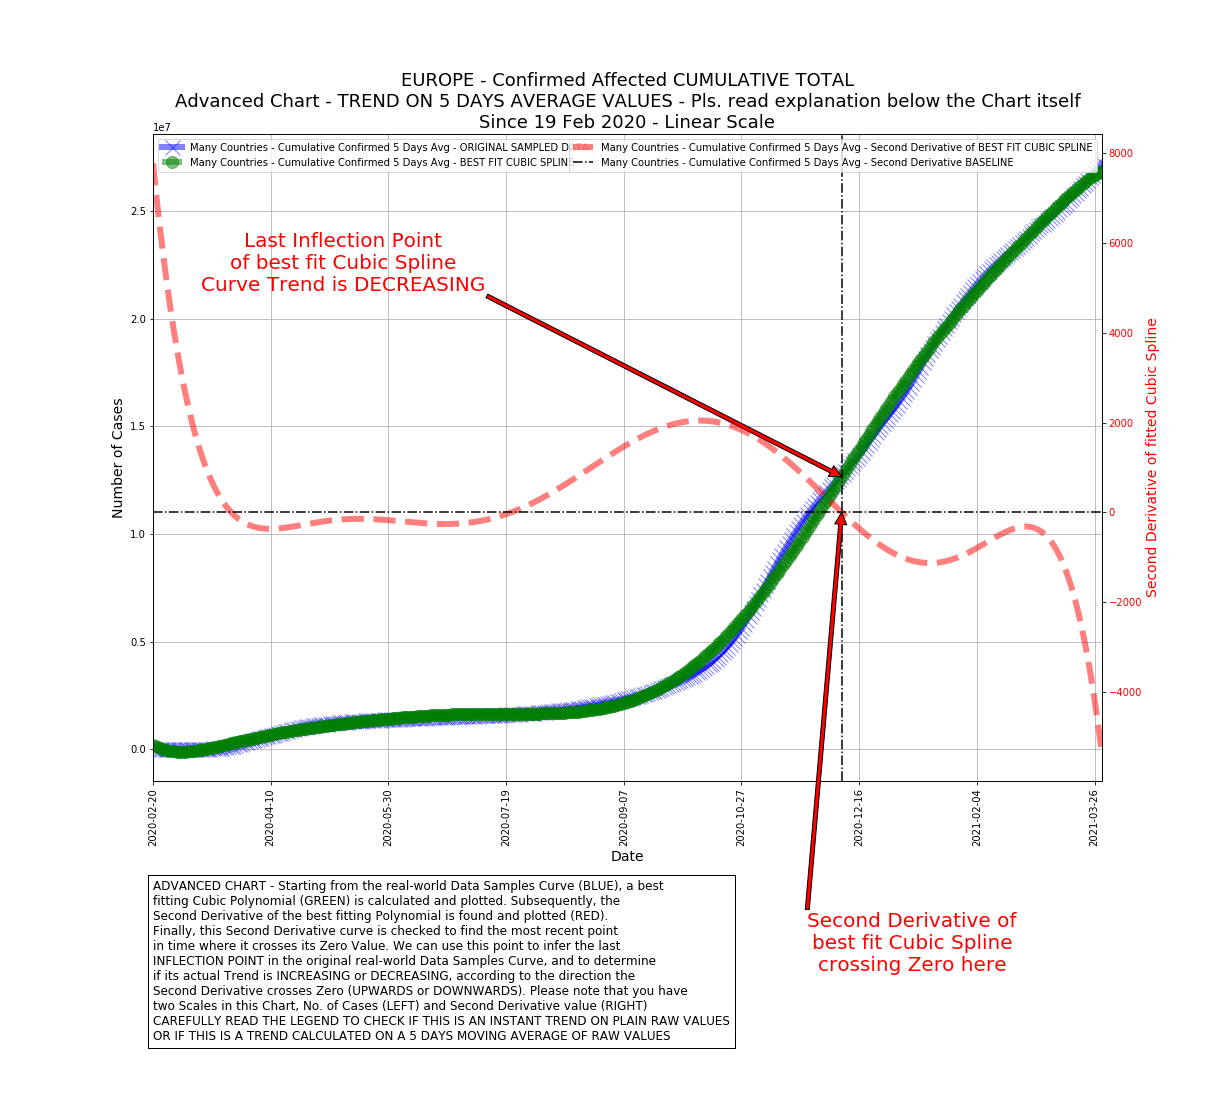 EUROPE - Confirmed Affected CUMULATIVE TOTAL
Advanced Chart - TREND ON 5 DAYS AVERAGE VALUES - Pls. read explanation below the Chart itself
Since 19 Feb 2020 - Linear Scale
1e7
Many Countries - Cumulative Confirmed 5 Days Avg - ORIGINAL SAMPLED DATA
Many Countries - Cumulative Confirmed 5 Days Avg - BEST FIT CUBIC SPLINE
Many Countries - Cumulative Confirmed 5 Days Avg - Second Derivative of BEST FIT CUBIC SPLINE
Many Countries - Cumulative Confirmed 5 Days Avg - Second Derivative BASELINE
Last Inflection Point
of best fit Cubic Spline
Curve Trend is DECREASING
Number of Cases
2.5
2.0
1.5
1.0
0.5
0.0
8000
6000
4000
2000
0
−2000
−4000
Second Derivative of fitted Cubic Spline
2020-02-20
2020-04-10
2020-05-30
2020-07-19
2020-09-07
2020-10-27
2020-12-16
2021-02-04
2021-03-26
Date
ADVANCED CHART - Starting from the real-world Data Samples Curve (BLUE), a best
fitting Cubic Polynomial (GREEN) is calculated and plotted. Subsequently, the
Second Derivative of the best fitting Polynomial is found and plotted (RED).
Finally, this Second Derivative curve is checked to find the most recent point
in time where it crosses its Zero Value. We can use this point to infer the last
INFLECTION POINT in the original real-world Data Samples Curve, and to determine
if its actual Trend is INCREASING or DECREASING, according to the direction the
Second Derivative crosses Zero (UPWARDS or DOWNWARDS). Please note that you have
two Scales in this Chart, No. of Cases (LEFT) and Second Derivative value (RIGHT)
CAREFULLY READ THE LEGEND TO CHECK IF THIS IS AN INSTANT TREND ON PLAIN RAW VALUES
OR IF THIS IS A TREND CALCULATED ON A 5 DAYS MOVING AVERAGE OF RAW VALUES
Second Derivative of
best fit Cubic Spline
crossing Zero here